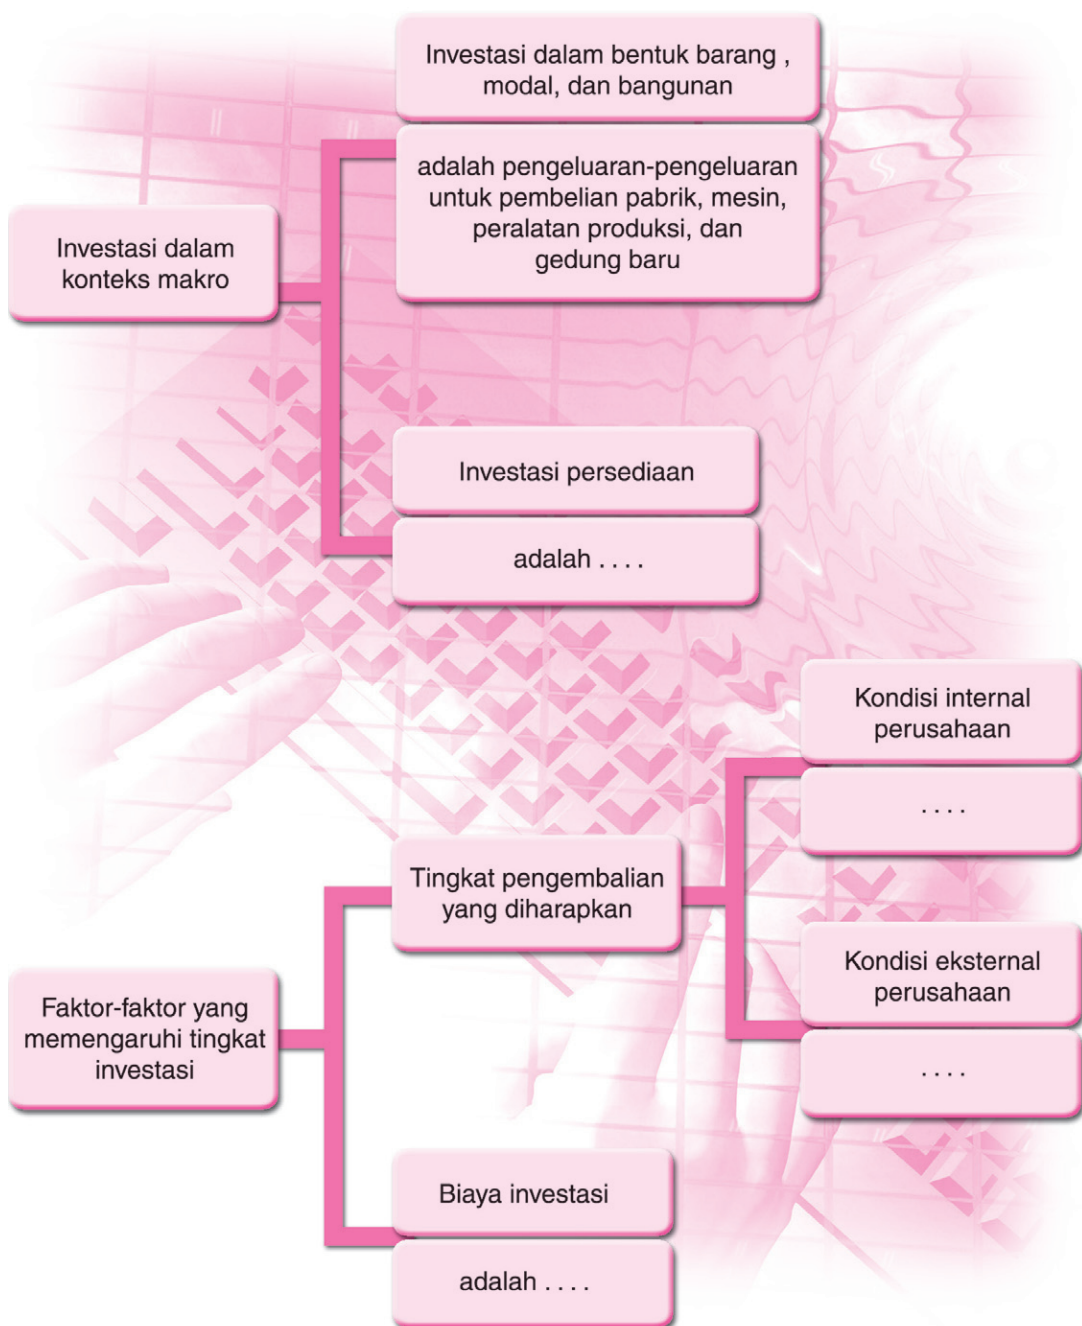 Investasi dalam bentuk barang ,
modal, dan bangunan
adalah pengeluaran-pengeluaran
untuk pembelian pabrik, mesin,
peralatan produksi, dan
gedung baru
Investasi dalam
konteks makro
Investasi persediaan
adalah . . . .
Kondisi internal
perusahaan
. . . .
Tingkat pengembalian
yang diharapkan
Kondisi eksternal
perusahaan
. . . .
Faktor-faktor yang
memengaruhi tingkat
investasi
Biaya investasi
adalah . . . .